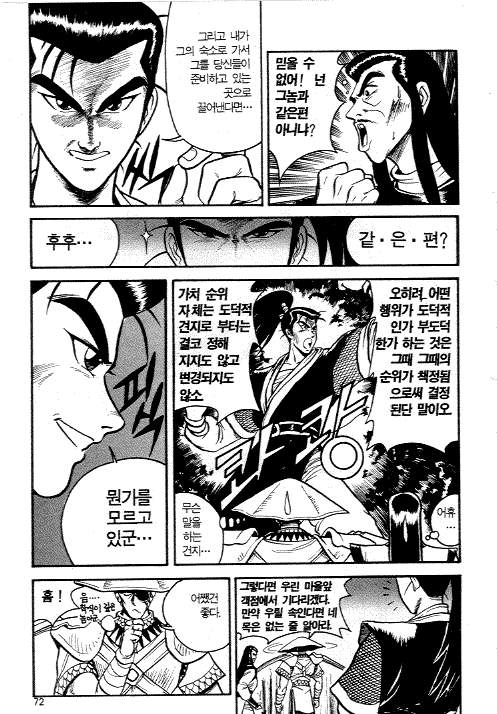 그리고 내가
그의 숙소로 가서
그를 당신들이
준비하고 있는
곳으로
끌어낸다면…
믿을 수
없어! 넌
그놈과
같은편
아니냐?
후후…
같·은·편?
뭔가를
모르고
있군…
가치 순위
자체는 도덕적
견지로 부터는
결코 정해
지지도 않고
변경되지도
않소
오히려 어떤
행위가 도덕적
인가 부도덕
한가 하는 것은
그때 그때의
순위가 책정됨
으로써 결정
된단 말이오
무슨
말을
하는
건지…
어휴
…
흠!
음…
학식이 깊은
놈이군
어쨌건
좋다.
그렇다면 우린 마을앞
객점에서 기다리겠다.
만약 우릴 속인다면 네
목은 없는 줄 알아라.
72